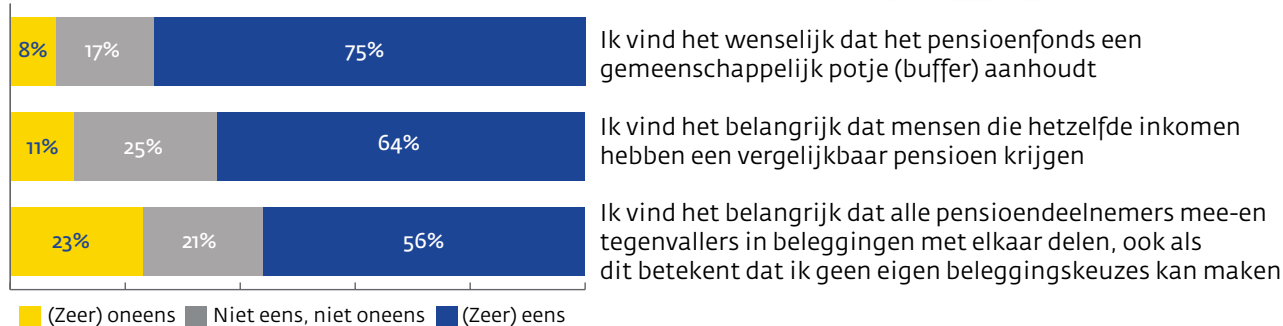 8% 17% 75% Ik vind het wenselijk dat het pensioenfonds een
gemeenschappelijk potje (buffer) aanhoudt
11% 25% 64% Ik vind het belangrijk dat mensen die hetzelfde inkomen
hebben een vergelijkbaar pensioen krijgen
23% 21% 56% Ik vind het belangrijk dat alle pensioendeelnemers mee-en
tegenvallers in beleggingen met elkaar delen, ook als
dit betekent dat ik geen eigen beleggingskeuzes kan maken
(Zeer) oneens Niet eens, niet oneens (Zeer) eens